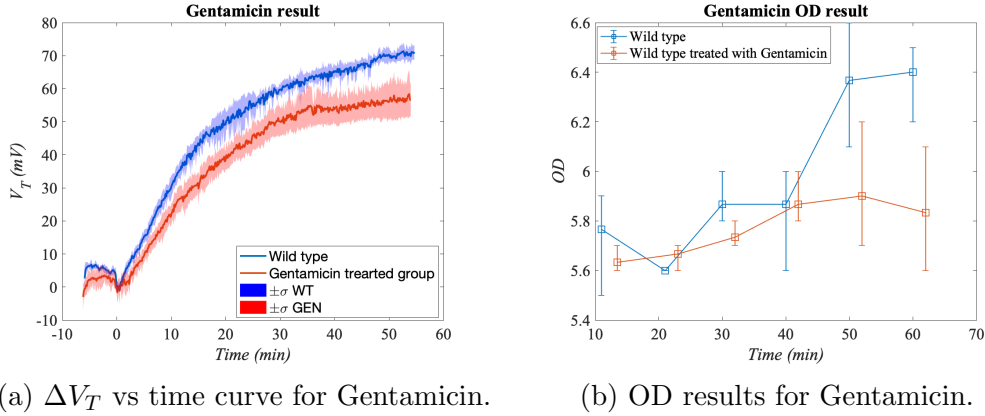 Gentamicin result
80
70
60
50
40
30
20
10
0
-10
V_T (mV)
-10 0 10 20 30 40 50 60
Time (min)
Wild type
Gentamicin trearted group
±σ WT
±σ GEN
Gentamicin OD result
6.6
6.4
6.2
6
5.8
5.6
5.4
OD
10 20 30 40 50 60 70
Time (min)
Wild type
Wild type treated with Gentamicin
a) ΔV_T vs time curve for Gentamicin.
(b) OD results for Gentamicin.